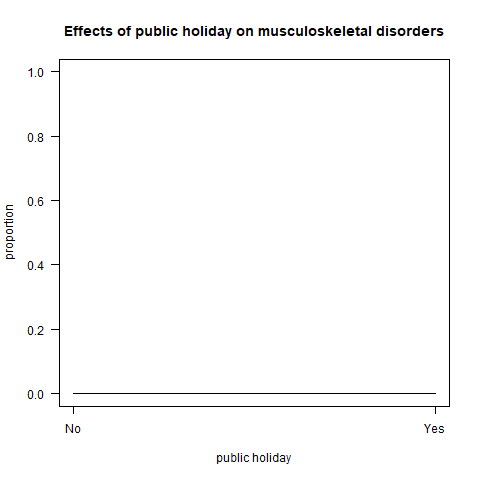 Effects of public holiday on musculoskeletal disorders
1.0
0.8
0.6
0.4
0.2
0.0
proportion
No
Yes
public holiday